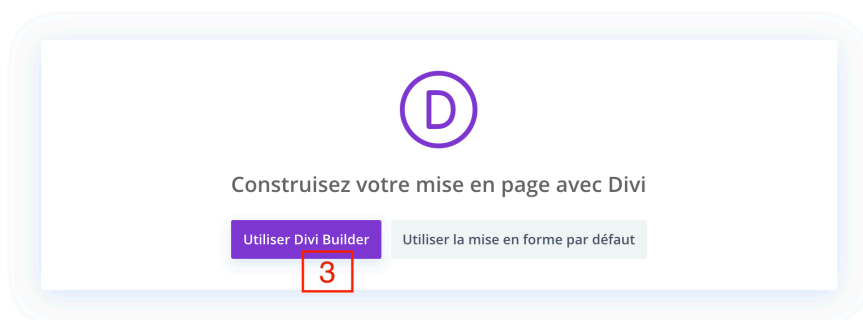 D
Construisez votre mise en page avec Divi
Utiliser Divi Builder Utiliser la mise en forme par défaut
3